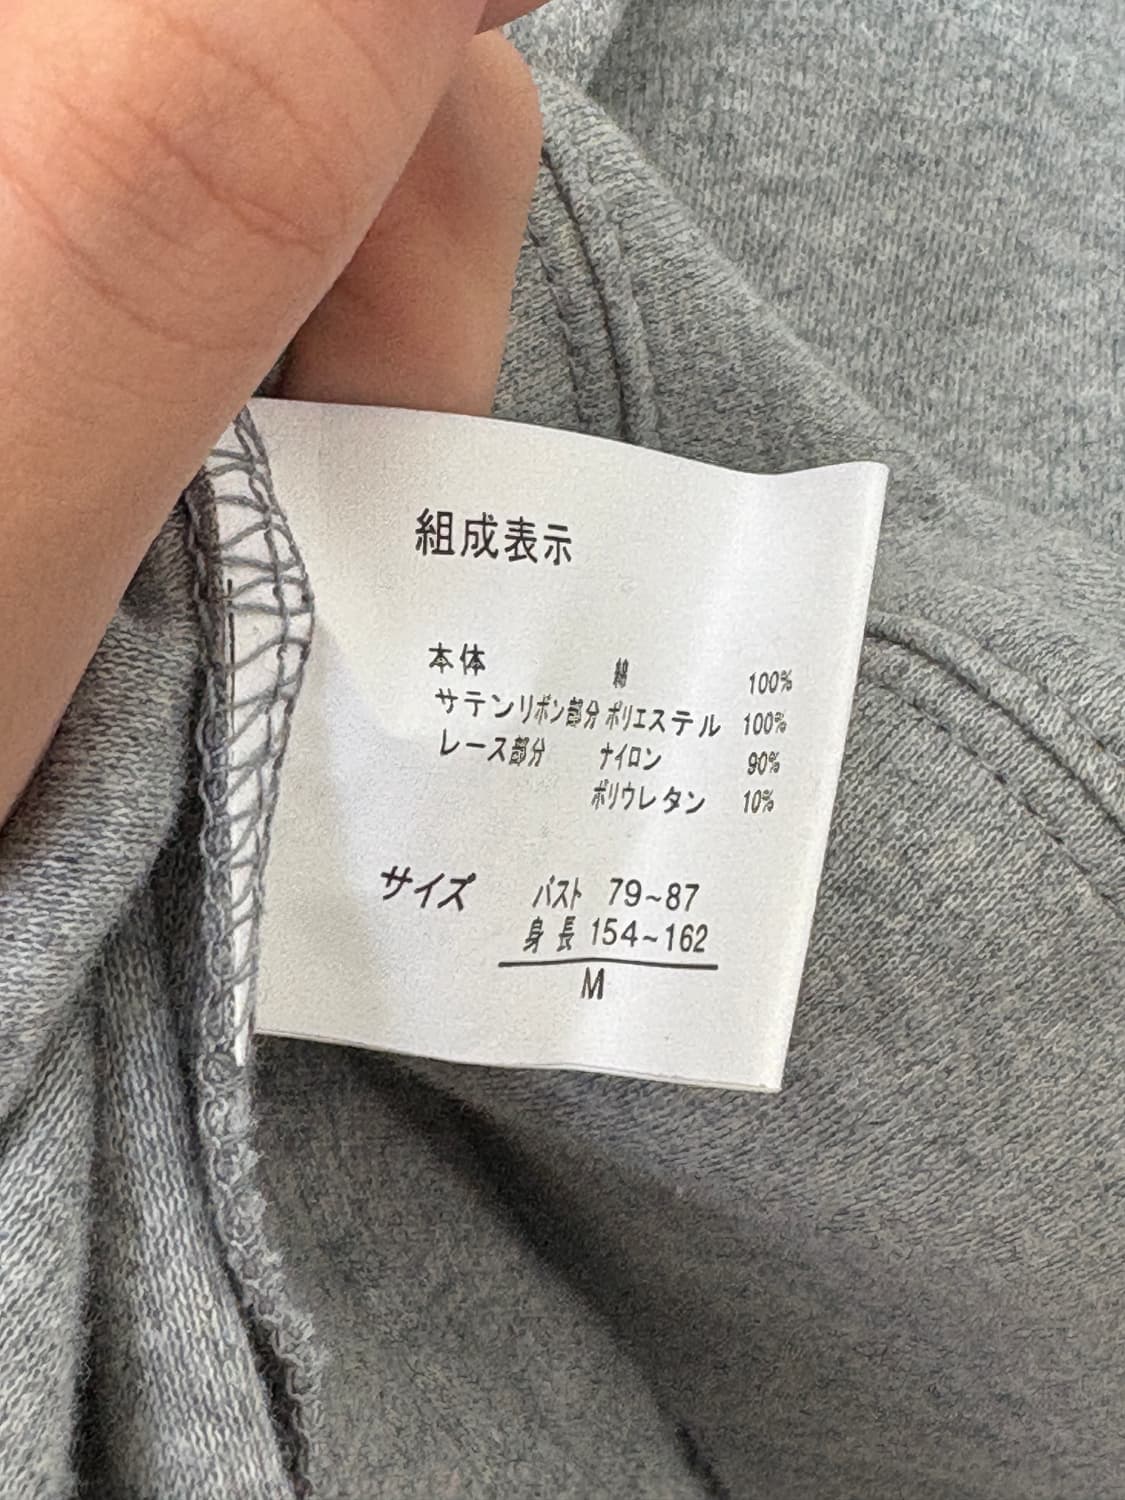 組成表示
本体 綿 100%
サテンリボン部分 ポリエステル 100%
レース部分 ナイロン 90%
ポリウレタン 10%
サイズ バスト 79~87
身長 154~162
M